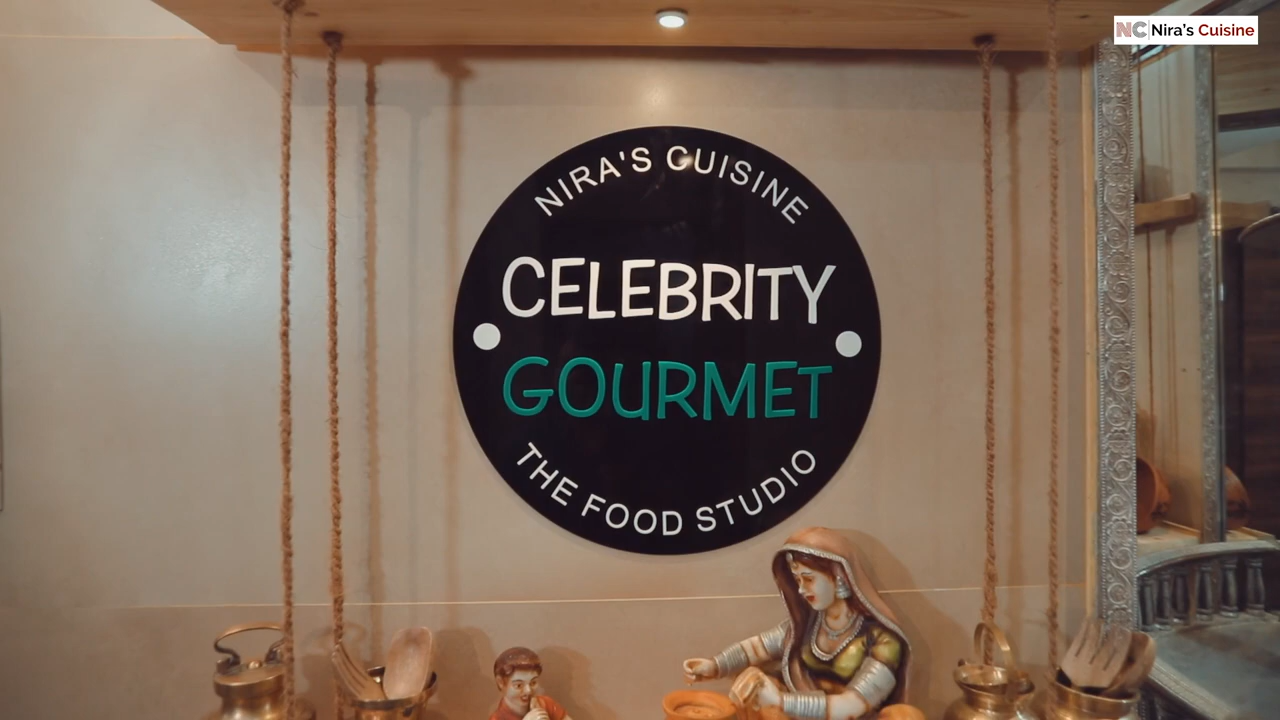 NC Nira's Cuisine
NIRA'S CUISINE
CELEBRITY
GOURMET
THE FOOD STUDIO